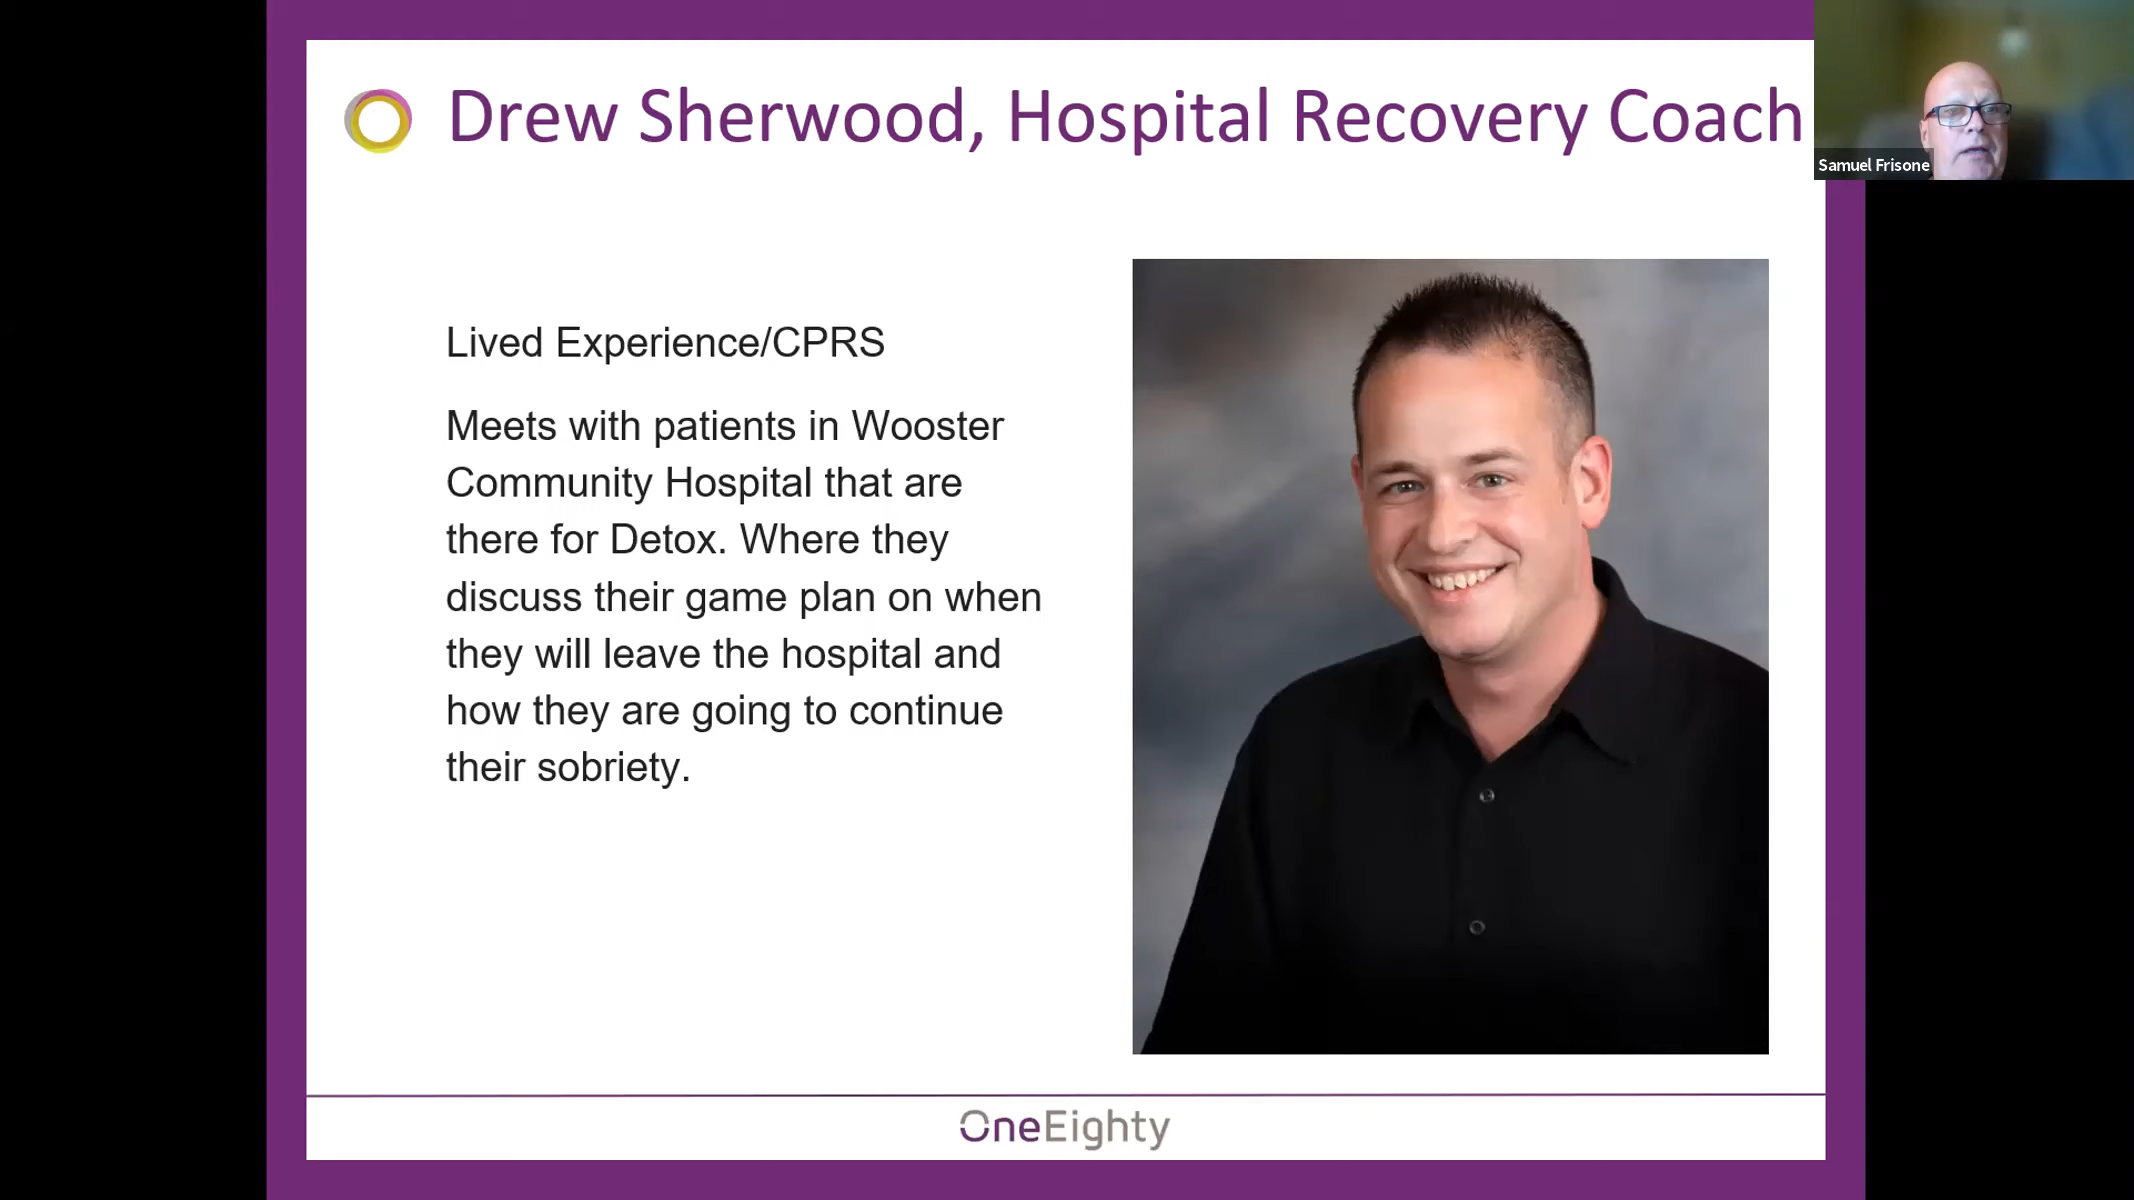 Drew Sherwood, Hospital Recovery Coach
Samuel Frisone
Lived Experience/CPRS
Meets with patients in Wooster
Community Hospital that are
there for Detox. Where they
discuss their game plan on when
they will leave the hospital and
how they are going to continue
their sobriety.
OneEighty